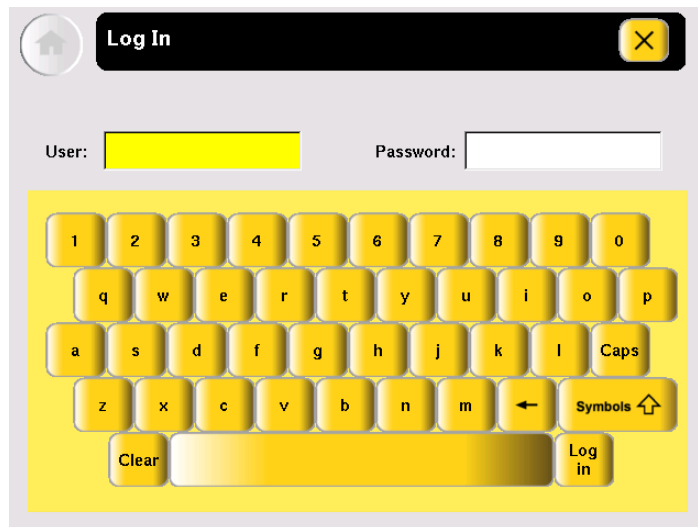 Log In
User:
Password:
1 2 3 4 5 6 7 8 9 0
q w e r t y u i o p
a s d f g h j k l Caps
z x c v b n m Symbols
Clear Log in